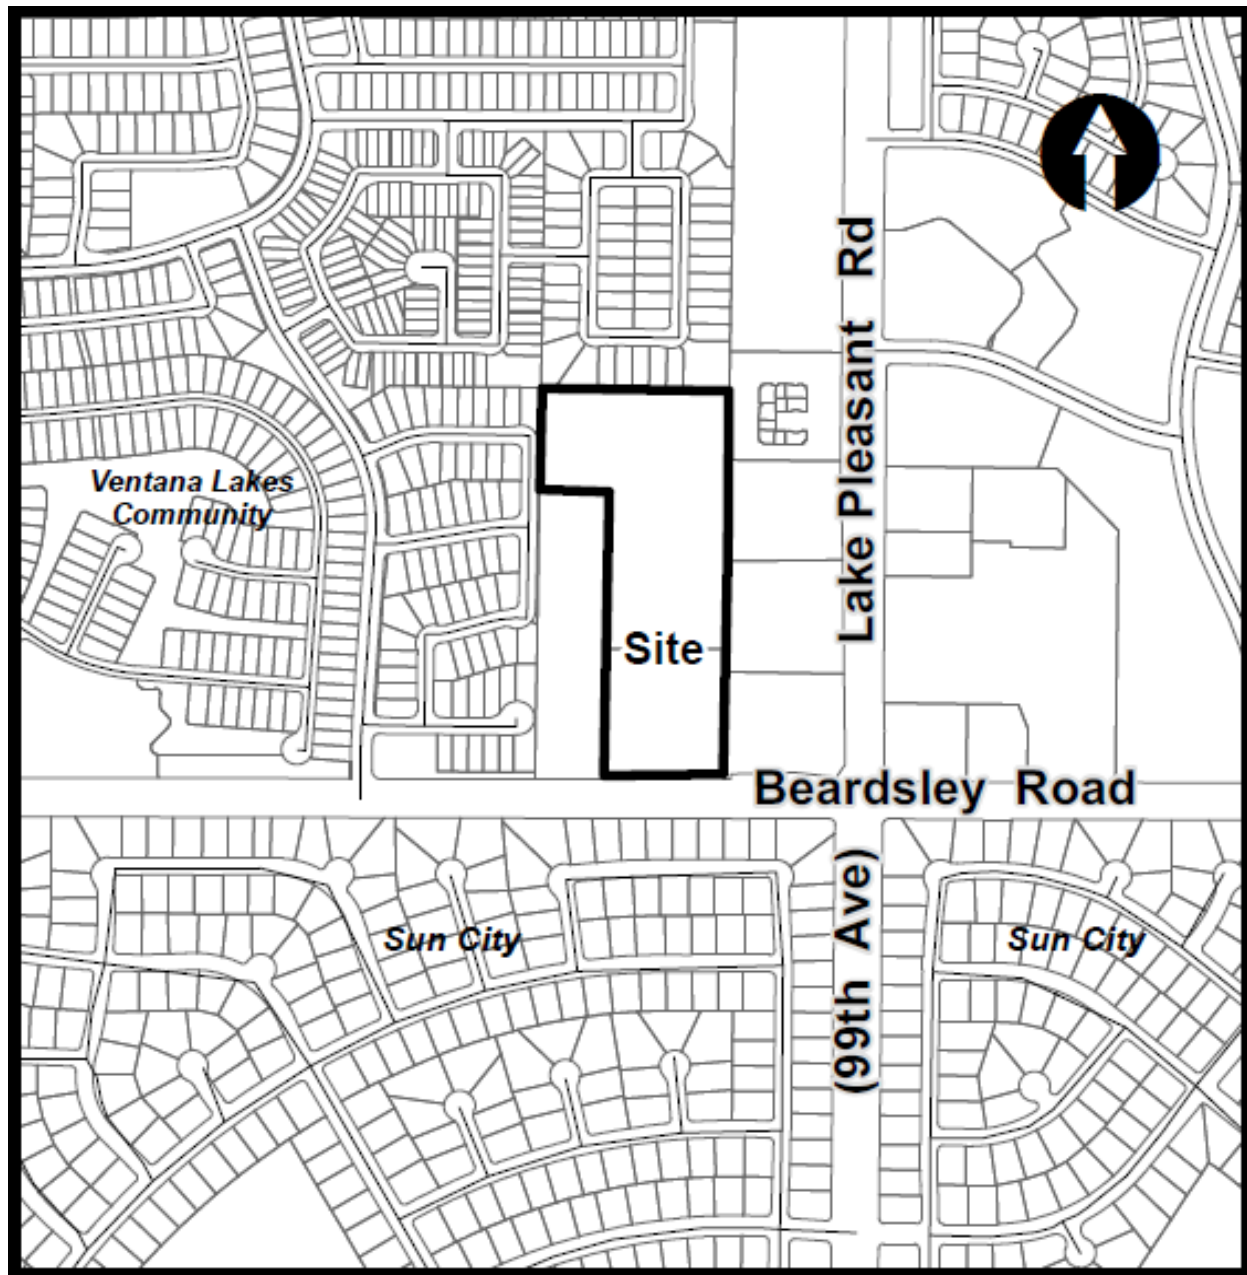 Lake Pleasant Rd
Ventana Lakes
Community
Site
Beardsley Road
(99th Ave)
Sun City
Sun City